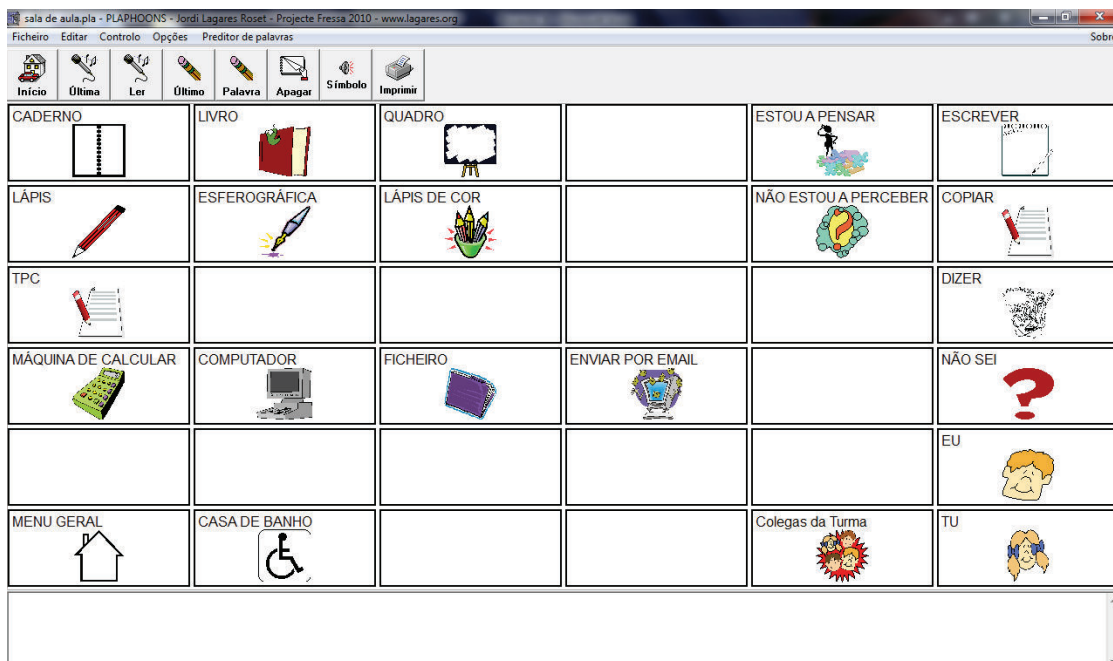 sala de aula.pla - PLAPHOONS - Jordi Lagares Roset - Projecte Fressa 2010 - www.lagares.org
Ficheiro Editar Controlo Opções Preditor de palavras Sobre
Início Última Ler Último Palavra Apagar Símbolo Imprimir
CADERNO LIVRO QUADRO ESTOU A PENSAR ESCREVER
LÁPIS ESFEROGRÁFICA LÁPIS DE COR NÃO ESTOU A PERCEBER COPIAR
TPC DIZER
MÁQUINA DE CALCULAR COMPUTADOR FICHEIRO ENVIAR POR EMAIL NÃO SEI
EU
MENU GERAL CASA DE BANHO Colegas da Turma TU